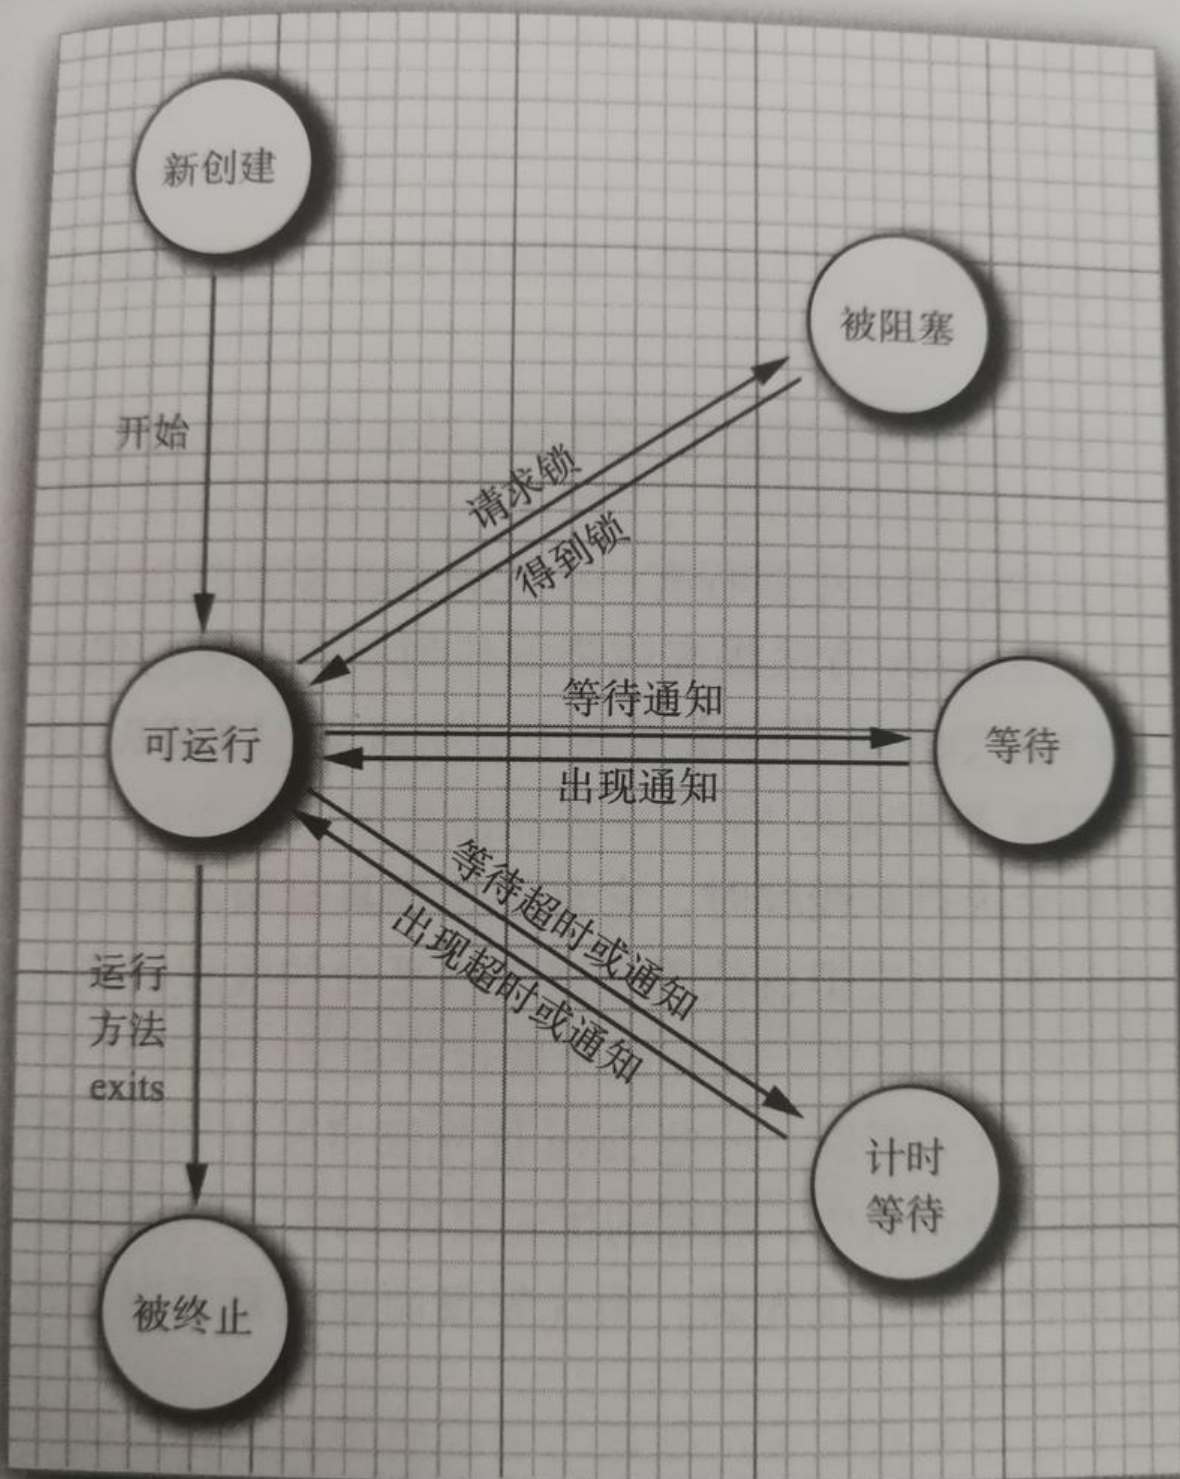 新创建
被阻塞
开始
请求锁
得到锁
等待通知
可运行
等待
出现通知
等待超时或通知
出现超时或通知
运行
方法
exits
计时
等待
被终止